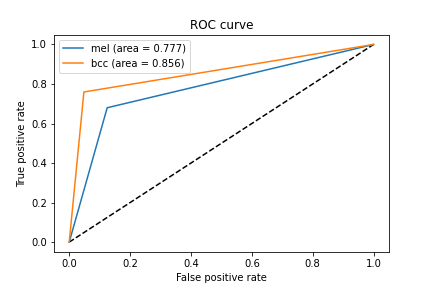 ROC curve
mel (area = 0.777)
bcc (area = 0.856)
True positive rate
1.0
0.8
0.6
0.4
0.2
0.0
0.0 0.2 0.4 0.6 0.8 1.0
False positive rate